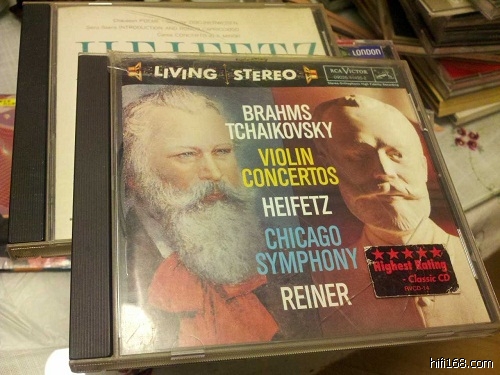 HEIFETZ
LONDON
LIVING STEREO
RCA VICTOR
BRAHMS
TCHAIKOVSKY
VIOLIN
CONCERTOS
HEIFETZ
CHICAGO
SYMPHONY
REINER
Highest Rating
- Classic CD
hifi168.com